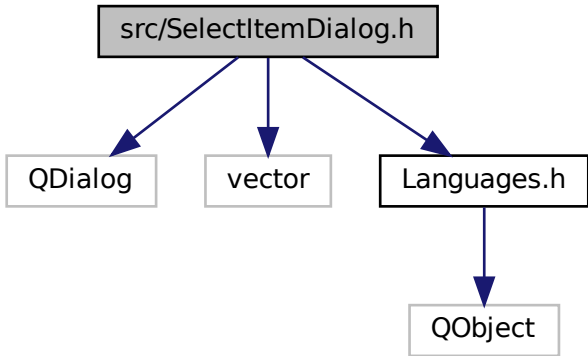 src/SelectItemDialog.h
QDialog
vector
Languages.h
QObject